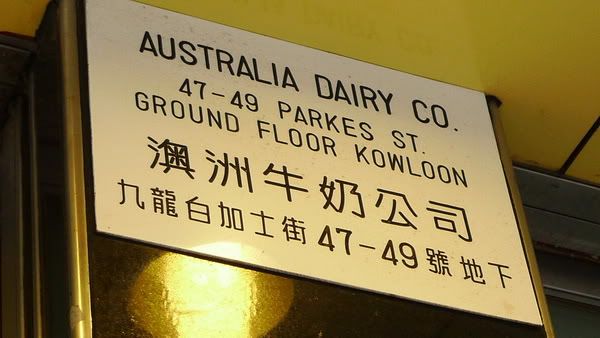 AUSTRALIA DAIRY CO.
47-49 PARKES ST.
GROUND FLOOR KOWLOON
澳洲牛奶公司
九龍白加士街47-49號地下